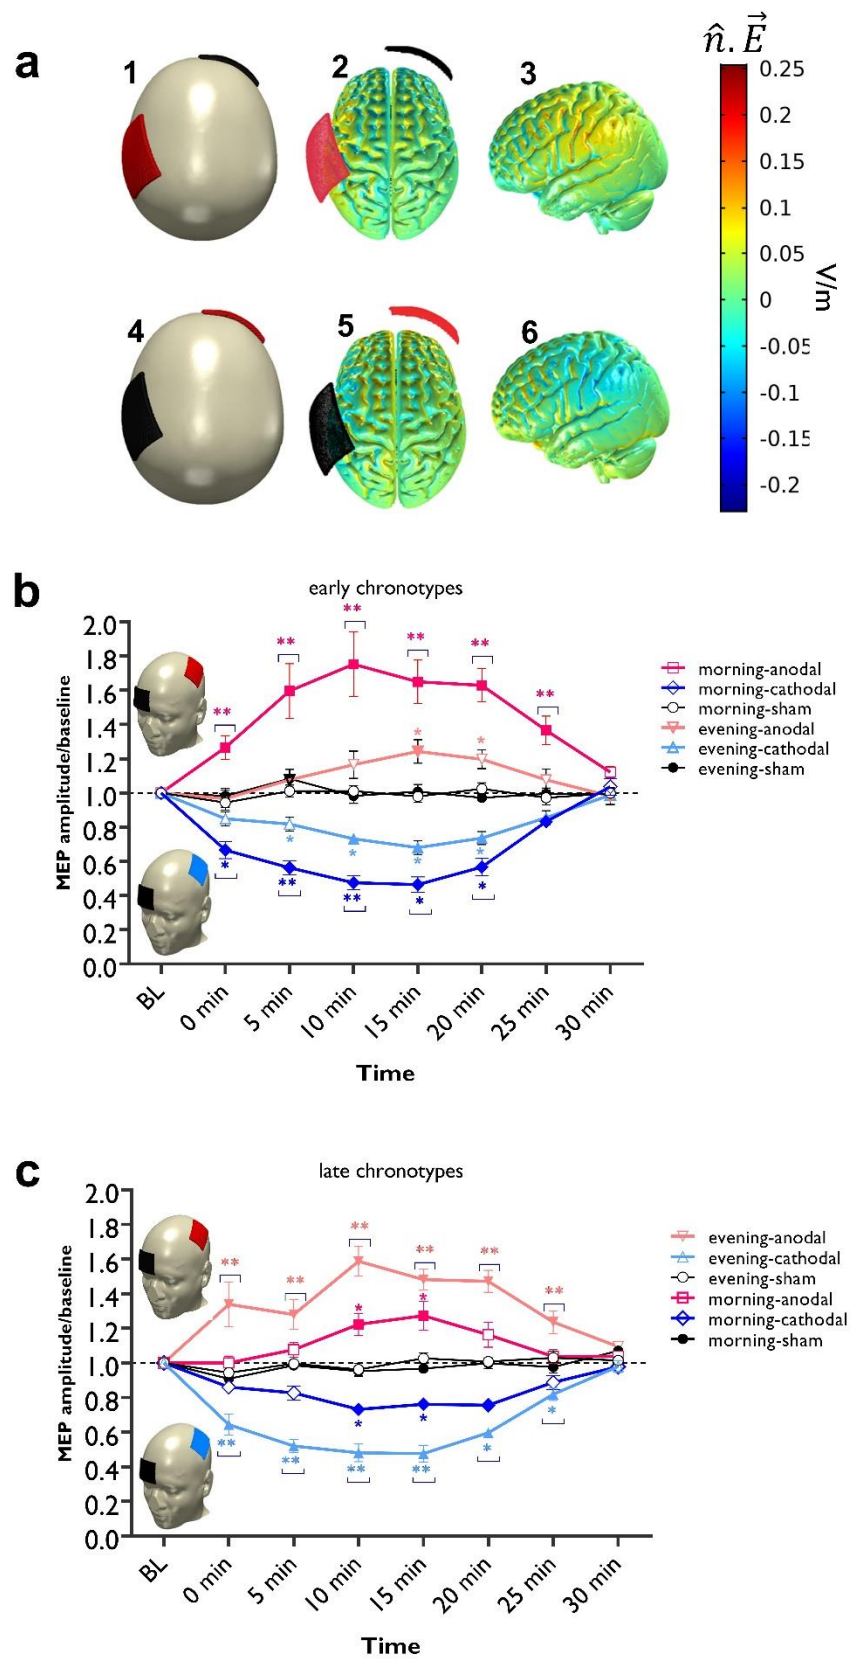 a
1
2
3
n̂.E⃗
0.25
0.15
0.1
0.05
0
-0.05
-0.1
-0.15
-0.2
V/m
4
5
6
b
early chronotypes
MEP amplitude/baseline
2.0
1.8
1.6
1.4
1.2
1.0
0.8
0.6
0.4
0.2
0.0
** ** ** ** ** **
* *
* * * *
* ** ** * *
BL 0 min 5 min 10 min 15 min 20 min 25 min 30 min
Time
morning-anodal
morning-cathodal
morning-sham
evening-anodal
evening-cathodal
evening-sham
c
late chronotypes
MEP amplitude/baseline
2.0
1.8
1.6
1.4
1.2
1.0
0.8
0.6
0.4
0.2
0.0
** ** ** ** ** **
* *
* *
** ** ** ** * *
BL 0 min 5 min 10 min 15 min 20 min 25 min 30 min
Time
evening-anodal
evening-cathodal
evening-sham
morning-anodal
morning-cathodal
morning-sham